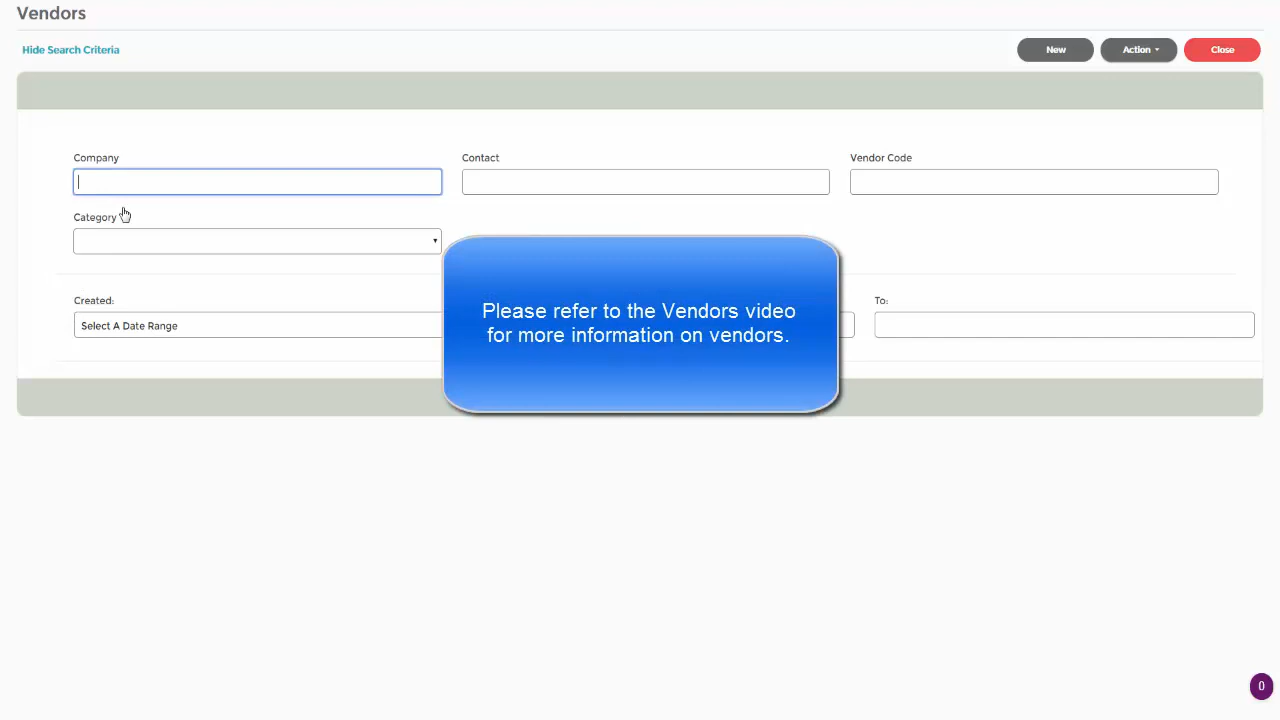 Vendors
Hide Search Criteria
New
Action
Close
Company
Contact
Vendor Code
Category
Please refer to the Vendors video
for more information on vendors.
Created:
To:
Select A Date Range
0